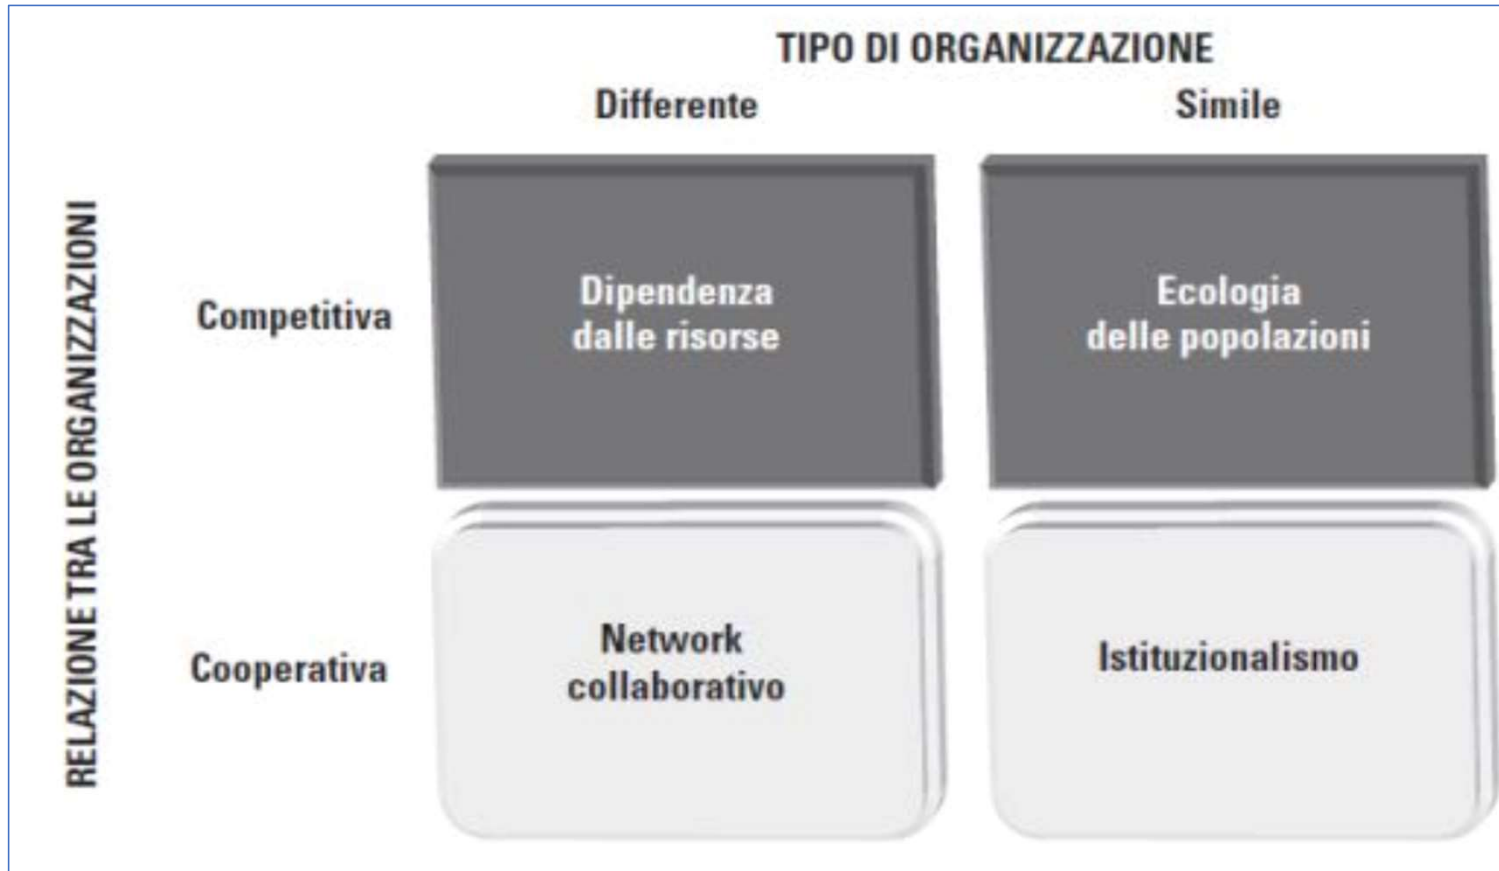 TIPO DI ORGANIZZAZIONE
Differente
Simile
RELAZIONE TRA LE ORGANIZZAZIONI
Competitiva
Dipendenza
dalle risorse
Ecologia
delle popolazioni
Cooperativa
Network
collaborativo
Istituzionalismo